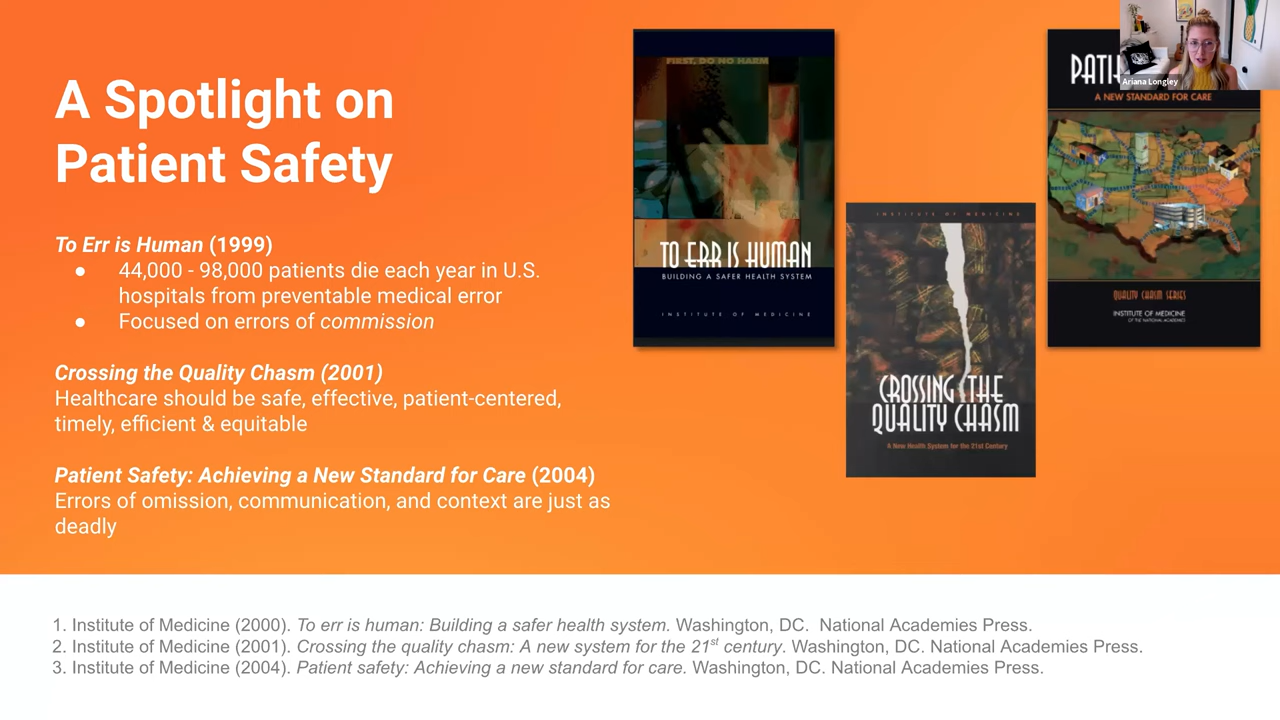 A Spotlight on
Patient Safety
To Err is Human (1999)
● 44,000 - 98,000 patients die each year in U.S.
hospitals from preventable medical error
● Focused on errors of commission
Crossing the Quality Chasm (2001)
Healthcare should be safe, effective, patient-centered,
timely, efficient & equitable
Patient Safety: Achieving a New Standard for Care (2004)
Errors of omission, communication, and context are just as
deadly
FIRST, DO NO HARM
TO ERR IS HUMAN
BUILDING A SAFER HEALTH SYSTEM
INSTITUTE OF MEDICINE
INSTITUTE OF MEDICINE
CROSSING THE
QUALITY CHASM
A New Health System for the 21st Century
Ariana Longley
A NEW STANDARD FOR CARE
QUALITY CHASM SERIES
INSTITUTE OF MEDICINE
OF THE NATIONAL ACADEMIES
1. Institute of Medicine (2000). To err is human: Building a safer health system. Washington, DC.  National Academies Press.
2. Institute of Medicine (2001). Crossing the quality chasm: A new system for the 21st century. Washington, DC. National Academies Press.
3. Institute of Medicine (2004). Patient safety: Achieving a new standard for care. Washington, DC. National Academies Press.